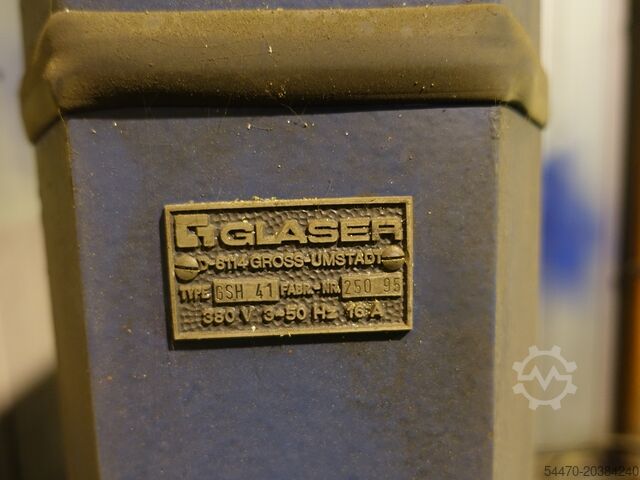 GLASER
D-6114 GROSS-UMSTADT
TYPE GSH 41 FABR.-NR. 250 95
380 V 3~50 Hz 16 A
54470-20384240